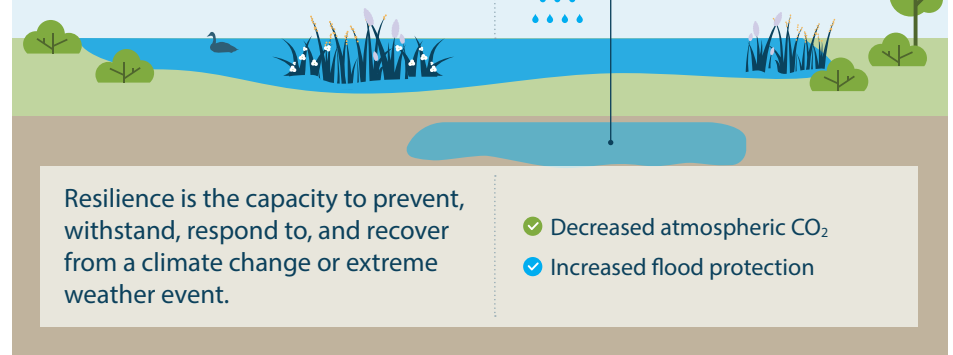 Resilience is the capacity to prevent,
withstand, respond to, and recover
from a climate change or extreme
weather event.
Decreased atmospheric CO₂
Increased flood protection